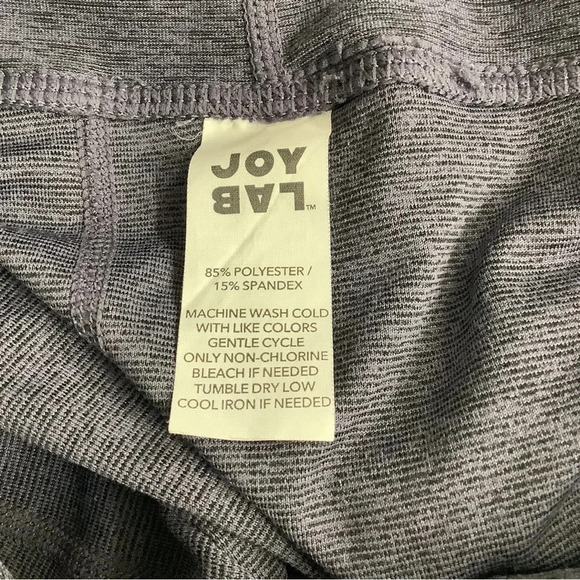 JOY
LAB™
85% POLYESTER /
15% SPANDEX
MACHINE WASH COLD
WITH LIKE COLORS
GENTLE CYCLE
ONLY NON-CHLORINE
BLEACH IF NEEDED
TUMBLE DRY LOW
COOL IRON IF NEEDED